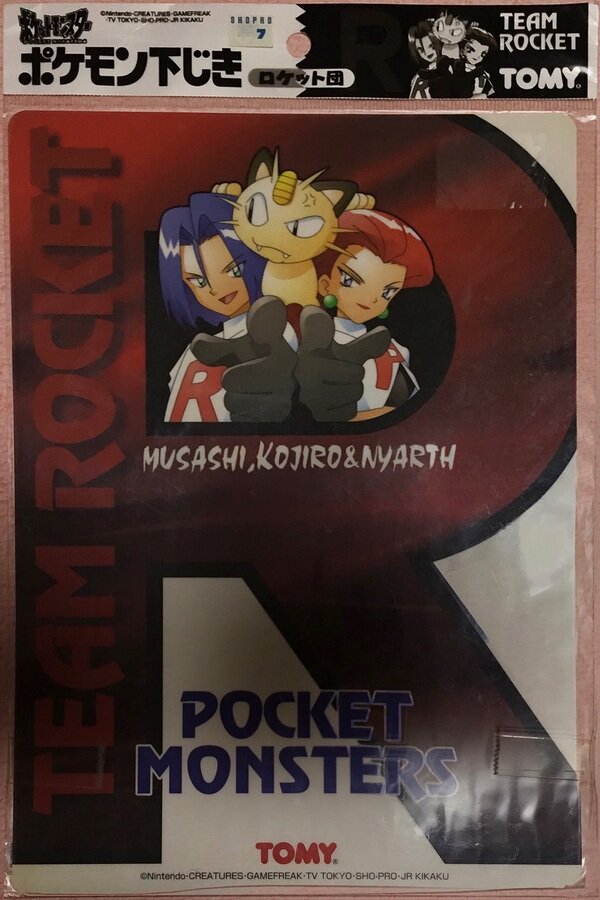 ポケットモンスター
©Nintendo・CREATURES・GAMEFREAK
・TV TOKYO・SHO-PRO・JR KIKAKU
SHOPRO
7
ポケモン下じき
ロケット団
R
TEAM
ROCKET
TOMY
TEAM ROCKET
R
R
MUSASHI,KOJIRO&NYARTH
POCKET
MONSTERS
TOMY®
©Nintendo・CREATURES・GAMEFREAK・TV TOKYO・SHO-PRO・JR KIKAKU